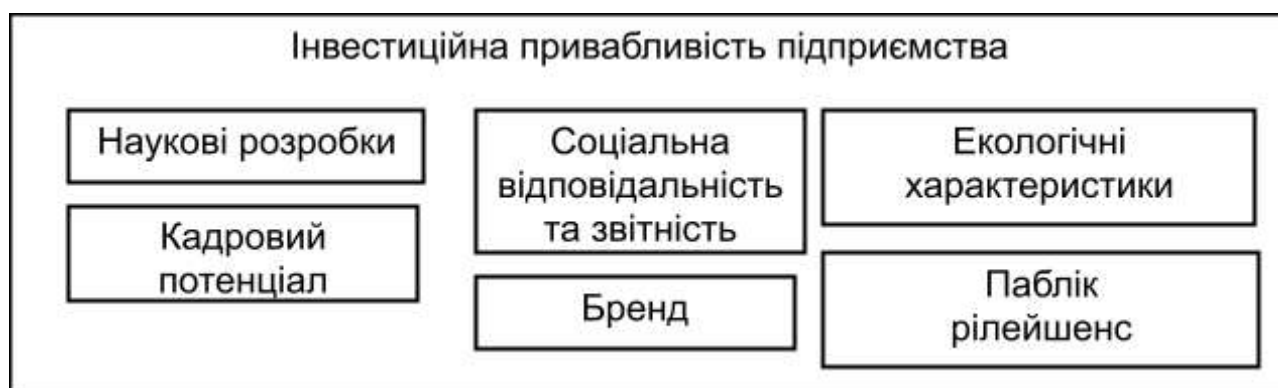 Інвестиційна привабливість підприємства
Наукові розробки
Кадровий
потенціал
Соціальна
відповідальність
та звітність
Бренд
Екологічні
характеристики
Паблік
рілейшенс